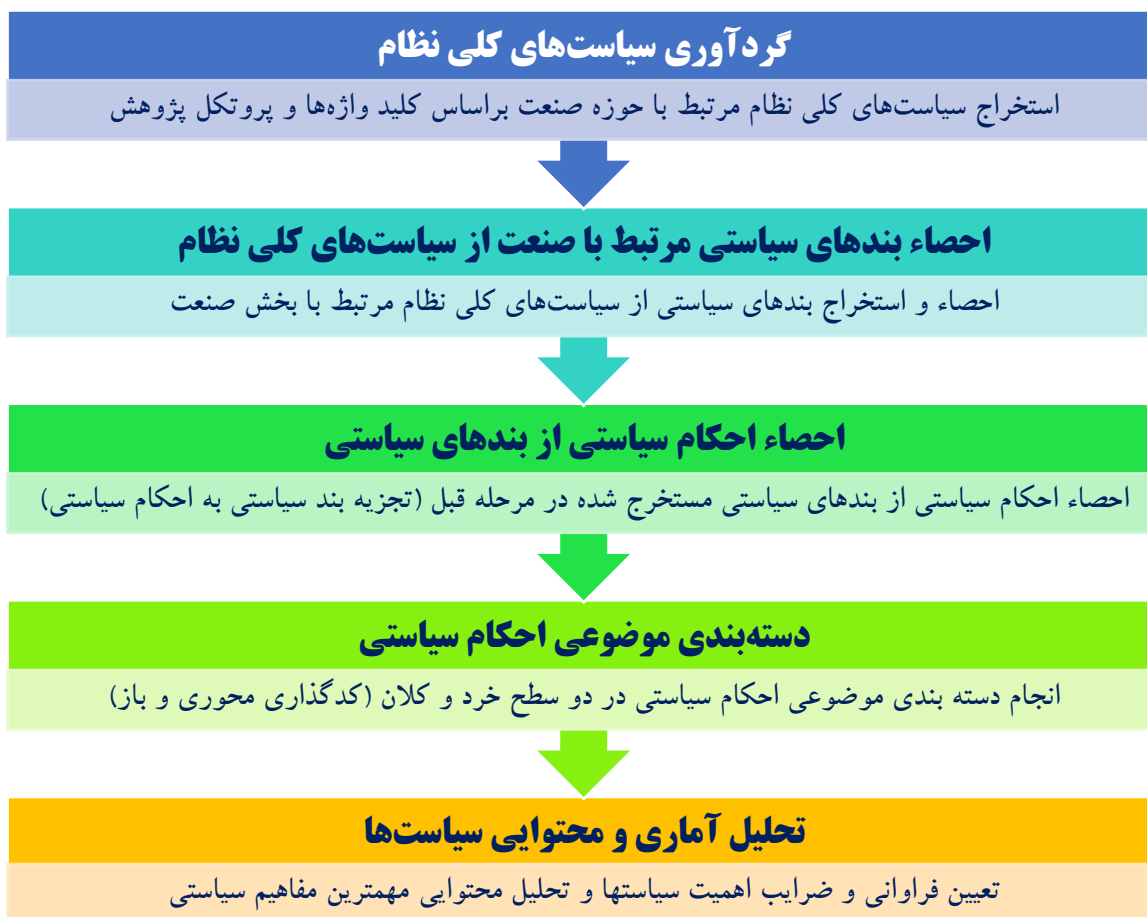 گردآوری سیاست‌های کلی نظام
استخراج سیاست‌های کلی نظام مرتبط با حوزه صنعت براساس کلید واژه‌ها و پروتکل پژوهش
احصاء بندهای سیاستی مرتبط با صنعت از سیاست‌های کلی نظام
احصاء و استخراج بندهای سیاستی از سیاست‌های کلی نظام مرتبط با بخش صنعت
احصاء احکام سیاستی از بندهای سیاستی
احصاء احکام سیاستی از بندهای سیاستی مستخرج شده در مرحله قبل (تجزیه بند سیاستی به احکام سیاستی)
دسته‌بندی موضوعی احکام سیاستی
انجام دسته بندی موضوعی احکام سیاستی در دو سطح خرد و کلان (کدگذاری محوری و باز)
تحلیل آماری و محتوایی سیاست‌ها
تعیین فراوانی و ضرایب اهمیت سیاستها و تحلیل محتوایی مهمترین مفاهیم سیاستی